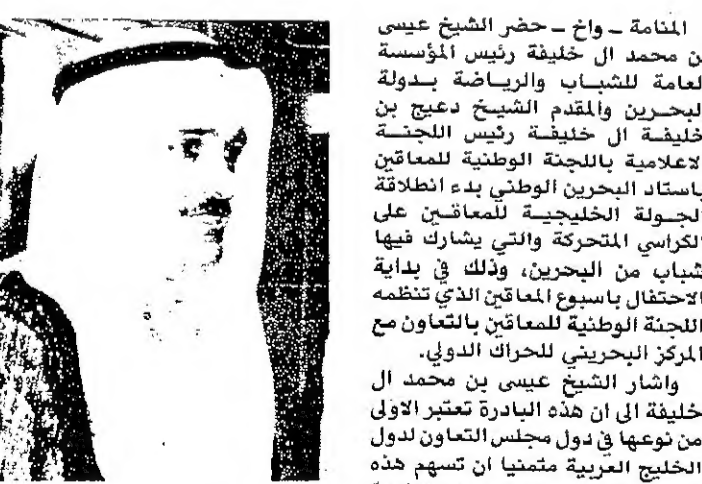 المنامة ـ واخ ـ حضر الشيخ عيسى
بن محمد ال خليفة رئيس المؤسسة
العامة للشباب والرياضة بدولة
البحرين والمقدم الشيخ دعيج بن
خليفة ال خليفة رئيس اللجنة
الاعلامية باللجنة الوطنية للمعاقين
باستاد البحرين الوطني بدء انطلاقة
الجولة الخليجية للمعاقين على
الكراسي المتحركة والتي يشارك فيها
شباب من البحرين، وذلك في بداية
الاحتفال باسبوع المعاقين الذي تنظمه
اللجنة الوطنية للمعاقين بالتعاون مع
المركز البحريني للحراك الدولي.
واشار الشيخ عيسى بن محمد ال
خليفة الى ان هذه البادرة تعتبر الاولى
من نوعها في دول مجلس التعاون لدول
الخليج العربية متمنيا ان تسهم هذه